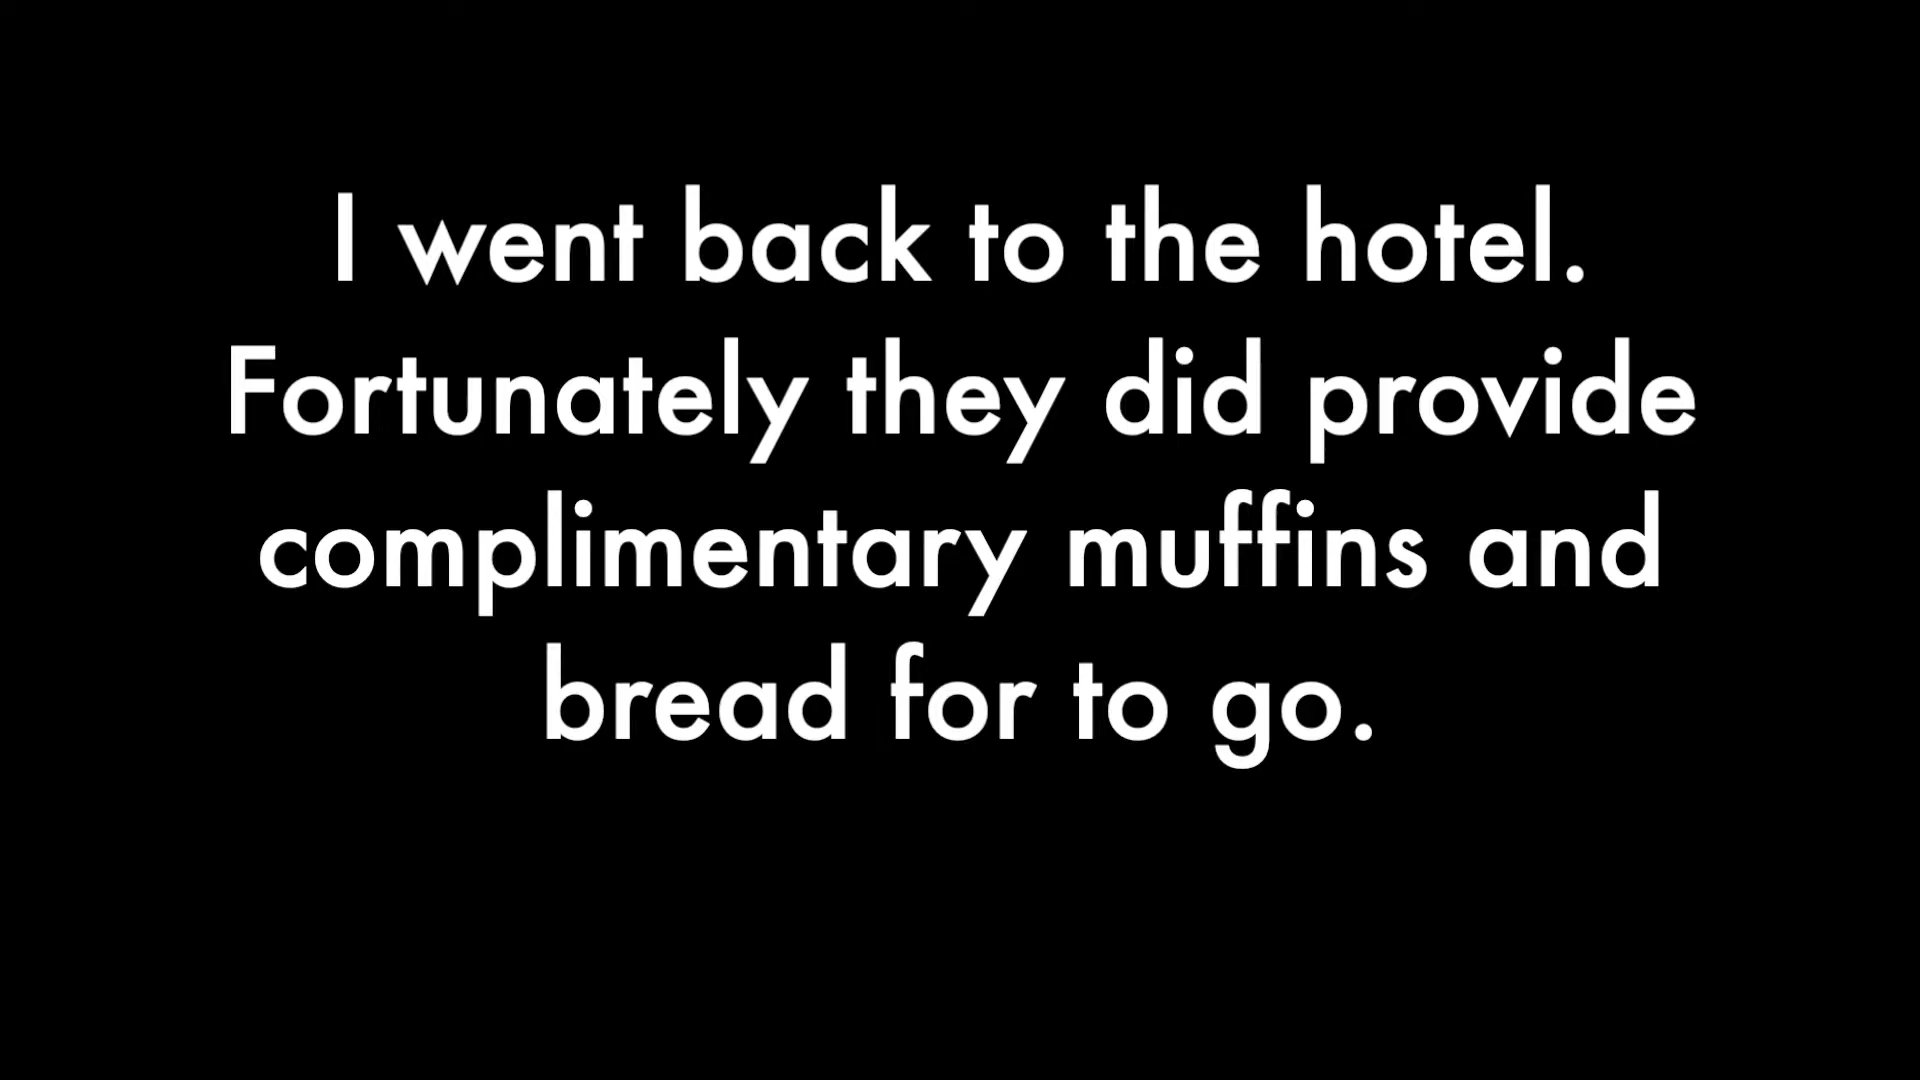 I went back to the hotel.
Fortunately they did provide
complimentary muffins and
bread for to go.